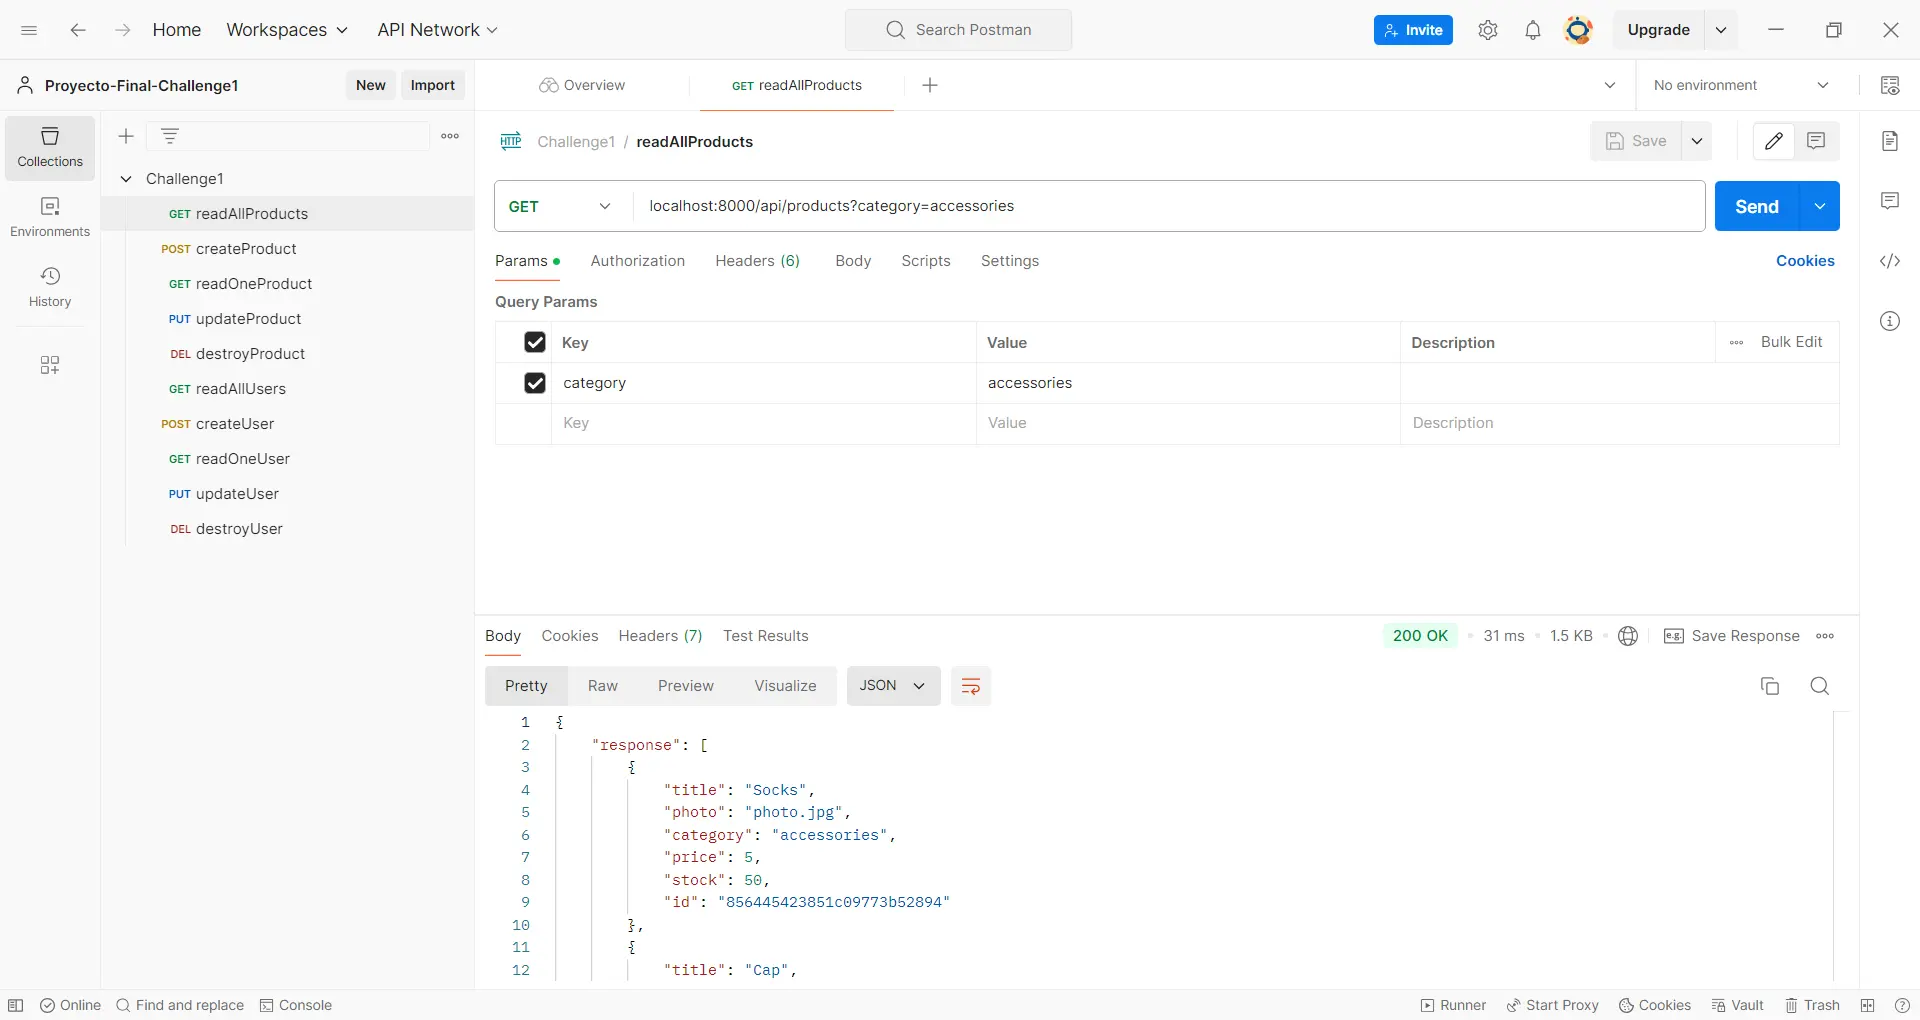 Home Workspaces API Network Search Postman Invite Upgrade
Proyecto-Final-Challenge1 New Import Overview GET readAllProducts No environment
Collections
Environments
History
Challenge1
GET readAllProducts
POST createProduct
GET readOneProduct
PUT updateProduct
DEL destroyProduct
GET readAllUsers
POST createUser
GET readOneUser
PUT updateUser
DEL destroyUser
HTTP Challenge1 / readAllProducts Save
GET localhost:8000/api/products?category=accessories Send
Params Authorization Headers (6) Body Scripts Settings Cookies
Query Params
Key Value Description Bulk Edit
category accessories
Key Value Description
Body Cookies Headers (7) Test Results 200 OK 31 ms 1.5 KB e.g. Save Response
Pretty Raw Preview Visualize JSON
1 {
2 "response": [
3 {
4 "title": "Socks",
5 "photo": "photo.jpg",
6 "category": "accessories",
7 "price": 5,
8 "stock": 50,
9 "id": "856445423851c09773b52894"
10 },
11 {
12 "title": "Cap",
Online Find and replace Console Runner Start Proxy Cookies Vault Trash